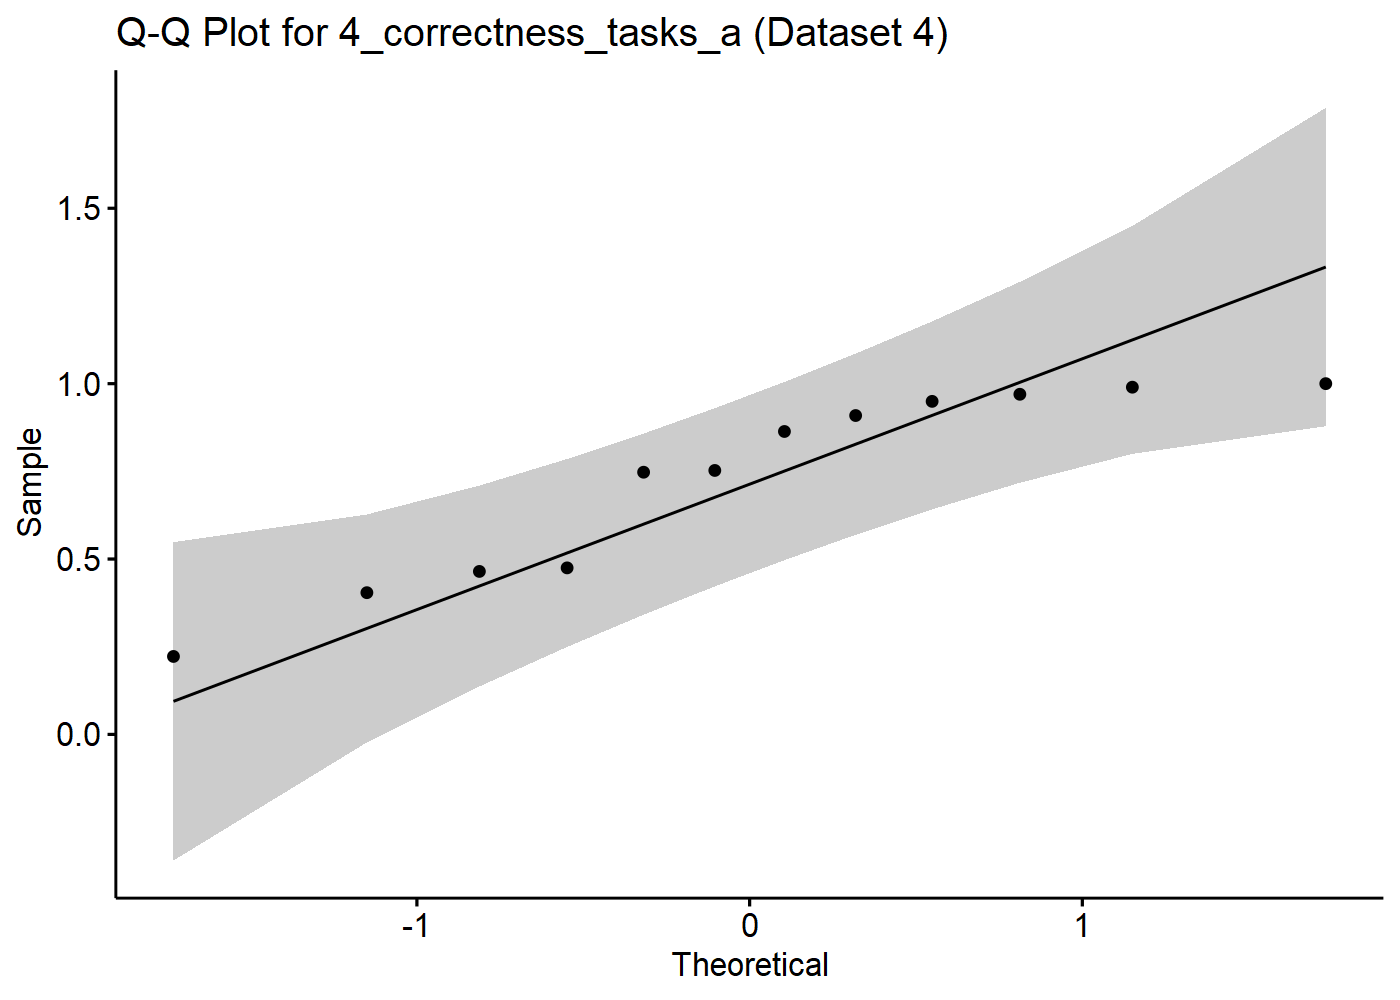 Q-Q Plot for 4_correctness_tasks_a (Dataset 4)
1.5
1.0
0.5
0.0
Sample
-1
0
1
Theoretical